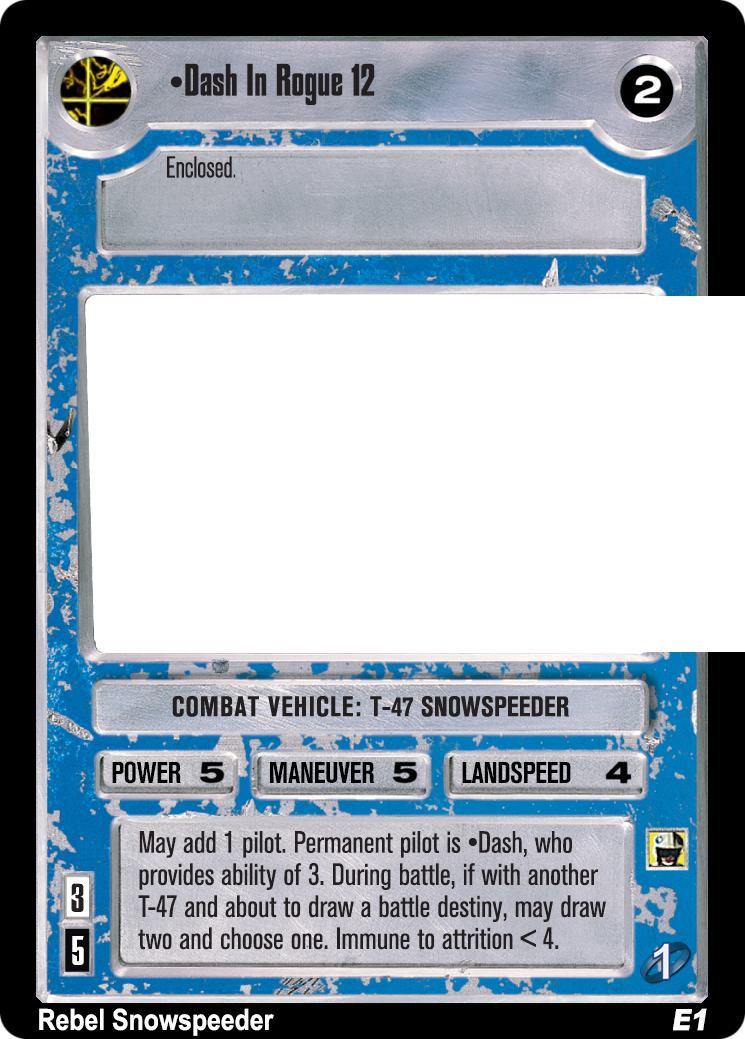 •Dash In Rogue 12
2
Enclosed.
COMBAT VEHICLE: T-47 SNOWSPEEDER
POWER 5 MANEUVER 5 LANDSPEED 4
May add 1 pilot. Permanent pilot is •Dash, who
provides ability of 3. During battle, if with another
T-47 and about to draw a battle destiny, may draw
two and choose one. Immune to attrition < 4.
3
5
1
Rebel Snowspeeder E1